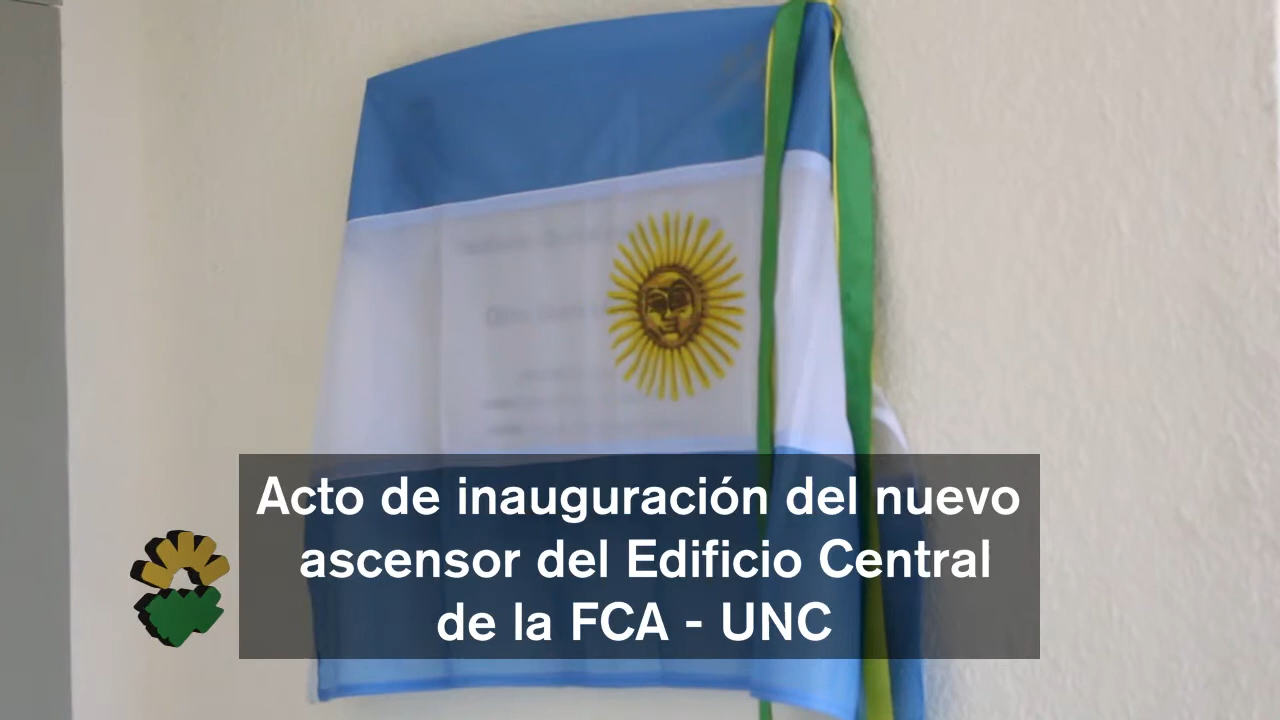 Acto de inauguración del nuevo
ascensor del Edificio Central
de la FCA - UNC